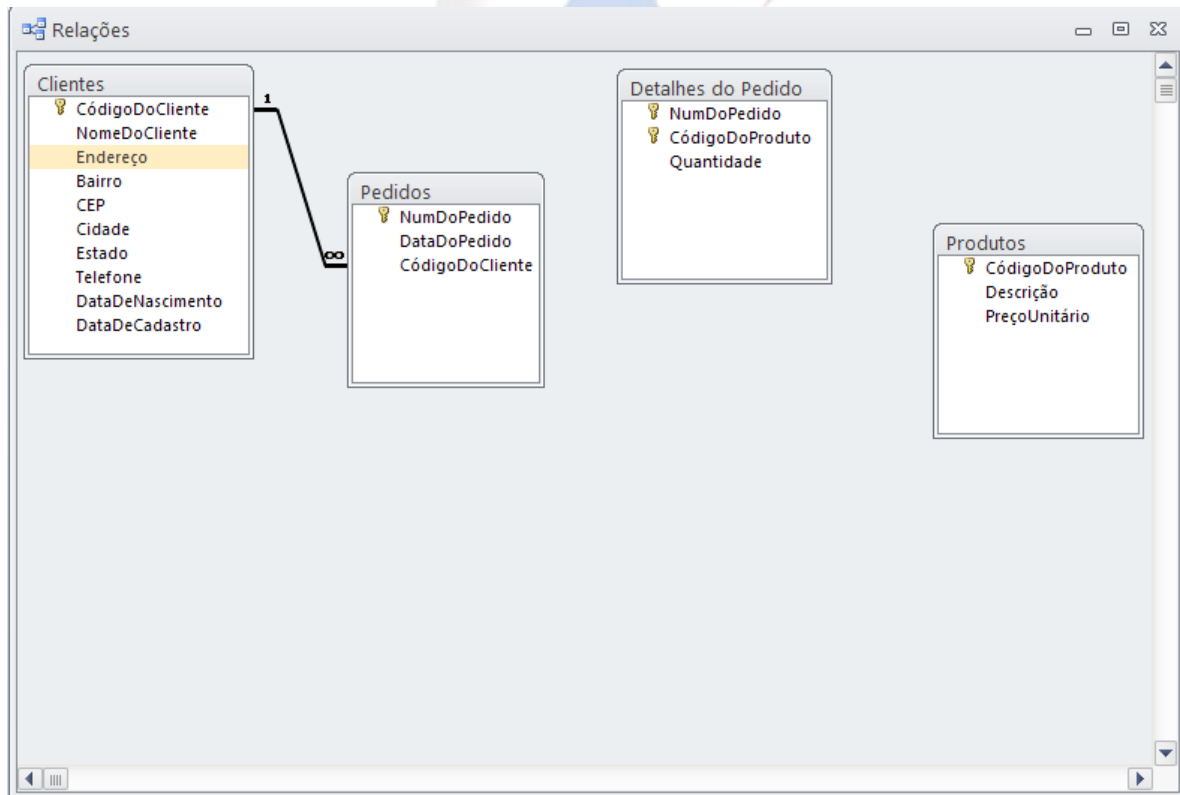 Relações
Clientes
CódigoDoCliente
NomeDoCliente
Endereço
Bairro
CEP
Cidade
Estado
Telefone
DataDeNascimento
DataDeCadastro
1
∞
Pedidos
NumDoPedido
DataDoPedido
CódigoDoCliente
Detalhes do Pedido
NumDoPedido
CódigoDoProduto
Quantidade
Produtos
CódigoDoProduto
Descrição
PreçoUnitário